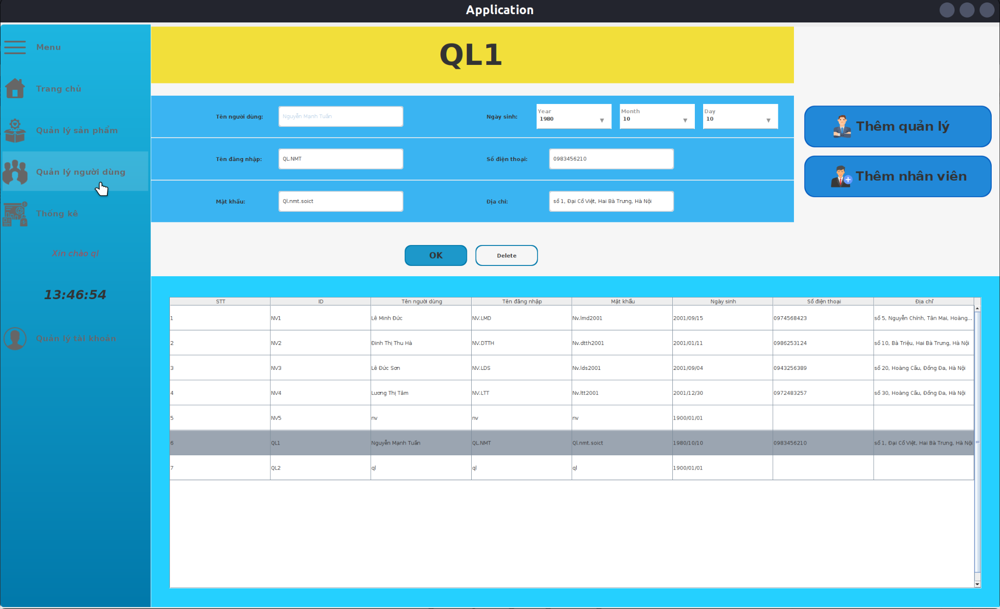 Application
Menu
Trang chủ
Quản lý sản phẩm
Quản lý người dùng
Thống kê
Xin chào ql
13:46:54
Quản lý tài khoản
QL1
Tên người dùng: Nguyễn Mạnh Tuấn Ngày sinh: Year 1980 Month 10 Day 10
Tên đăng nhập: QL.NMT Số điện thoại: 0983456210
Mật khẩu: Ql.nmt.soict Địa chỉ: số 1, Đại Cồ Việt, Hai Bà Trưng, Hà Nội
Thêm quản lý
Thêm nhân viên
OK Delete
STT ID Tên người dùng Tên đăng nhập Mật khẩu Ngày sinh Số điện thoại Địa chỉ
1 NV1 Lê Minh Đức NV.LMD Nv.lmd2001 2001/09/15 0974568423 số 5, Nguyễn Chính, Tân Mai, Hoàng...
2 NV2 Đinh Thị Thu Hà NV.DTTH Nv.dtth2001 2001/01/11 0986253124 số 10, Bà Triệu, Hai Bà Trưng, Hà Nội
3 NV3 Lê Đức Sơn NV.LDS Nv.lds2001 2001/09/04 0943256389 số 20, Hoàng Cầu, Đống Đa, Hà Nội
4 NV4 Lương Thị Tâm NV.LTT Nv.ltt2001 2001/12/30 0972483257 số 30, Hoàng Cầu, Đống Đa, Hà Nội
5 NV5 nv nv nv 1900/01/01
6 QL1 Nguyễn Mạnh Tuấn QL.NMT Ql.nmt.soict 1980/10/10 0983456210 số 1, Đại Cồ Việt, Hai Bà Trưng, Hà Nội
7 QL2 ql ql ql 1900/01/01